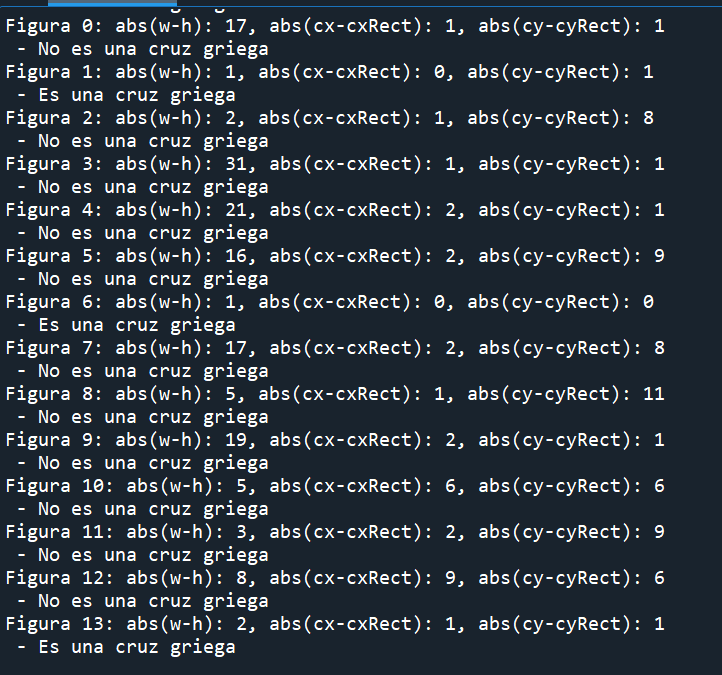 Figura 0: abs(w-h): 17, abs(cx-cxRect): 1, abs(cy-cyRect): 1
 - No es una cruz griega
Figura 1: abs(w-h): 1, abs(cx-cxRect): 0, abs(cy-cyRect): 1
 - Es una cruz griega
Figura 2: abs(w-h): 2, abs(cx-cxRect): 1, abs(cy-cyRect): 8
 - No es una cruz griega
Figura 3: abs(w-h): 31, abs(cx-cxRect): 1, abs(cy-cyRect): 1
 - No es una cruz griega
Figura 4: abs(w-h): 21, abs(cx-cxRect): 2, abs(cy-cyRect): 1
 - No es una cruz griega
Figura 5: abs(w-h): 16, abs(cx-cxRect): 2, abs(cy-cyRect): 9
 - No es una cruz griega
Figura 6: abs(w-h): 1, abs(cx-cxRect): 0, abs(cy-cyRect): 0
 - Es una cruz griega
Figura 7: abs(w-h): 17, abs(cx-cxRect): 2, abs(cy-cyRect): 8
 - No es una cruz griega
Figura 8: abs(w-h): 5, abs(cx-cxRect): 1, abs(cy-cyRect): 11
 - No es una cruz griega
Figura 9: abs(w-h): 19, abs(cx-cxRect): 2, abs(cy-cyRect): 1
 - No es una cruz griega
Figura 10: abs(w-h): 5, abs(cx-cxRect): 6, abs(cy-cyRect): 6
 - No es una cruz griega
Figura 11: abs(w-h): 3, abs(cx-cxRect): 2, abs(cy-cyRect): 9
 - No es una cruz griega
Figura 12: abs(w-h): 8, abs(cx-cxRect): 9, abs(cy-cyRect): 6
 - No es una cruz griega
Figura 13: abs(w-h): 2, abs(cx-cxRect): 1, abs(cy-cyRect): 1
 - Es una cruz griega